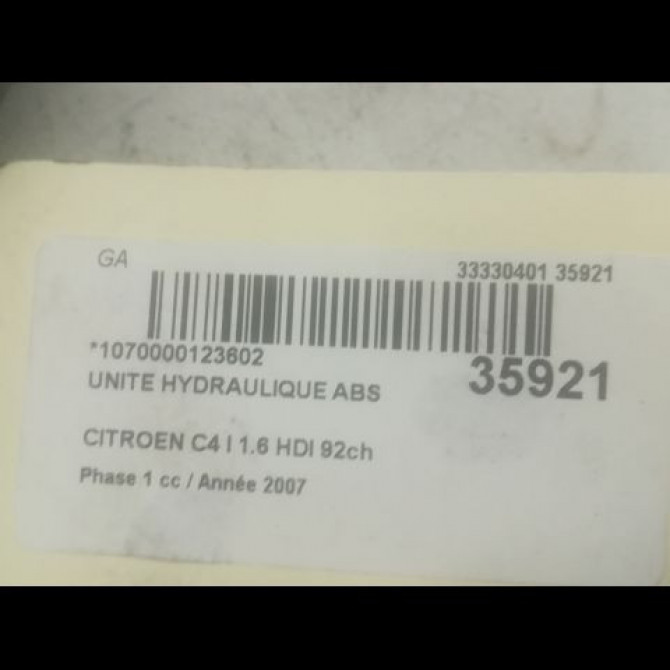 GA
33330401 35921
*1070000123602
35921
UNITE HYDRAULIQUE ABS
CITROEN C4 I 1.6 HDI 92ch
Phase 1 cc / Année 2007